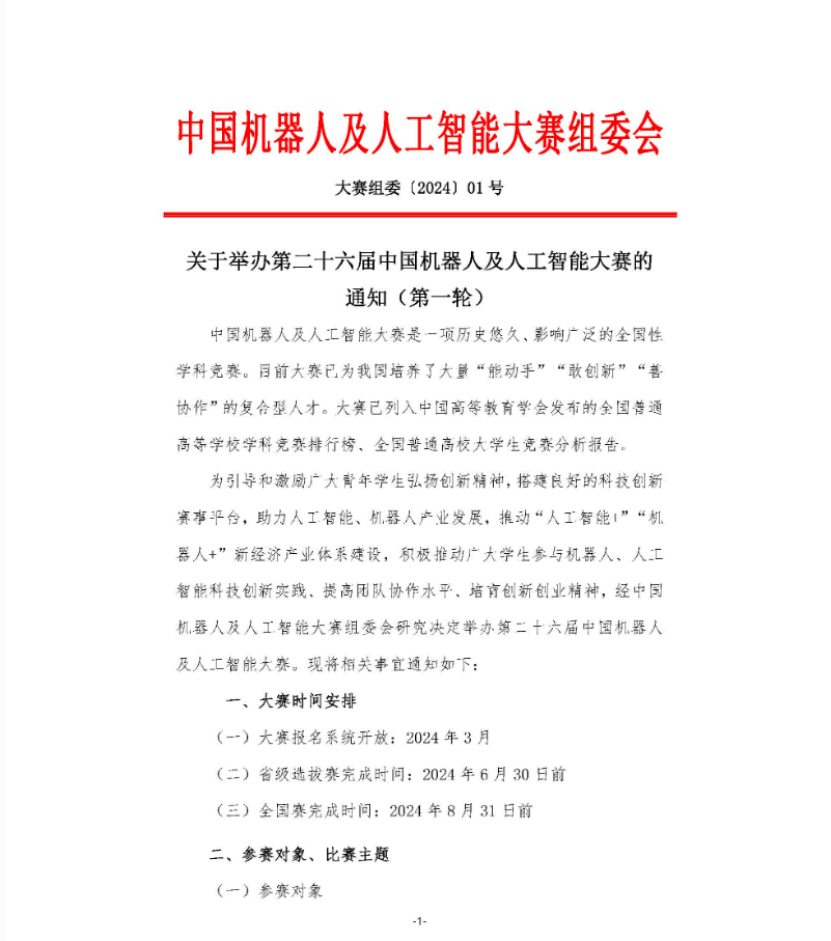 中国机器人及人工智能大赛组委会
大赛组委〔2024〕01号
关于举办第二十六届中国机器人及人工智能大赛的
通知（第一轮）
中国机器人及人工智能大赛是一项历史悠久、影响广泛的全国性
学科竞赛。目前大赛已为我国培养了大量“能动手”“敢创新”“善
协作”的复合型人才。大赛已列入中国高等教育学会发布的全国普通
高等学校学科竞赛排行榜、全国普通高校大学生竞赛分析报告。
为引导和激励广大青年学生弘扬创新精神，搭建良好的科技创新
赛事平台，助力人工智能、机器人产业发展，推动“人工智能+”“机
器人+”新经济产业体系建设，积极推动广大学生参与机器人、人工
智能科技创新实践、提高团队协作水平、培育创新创业精神，经中国
机器人及人工智能大赛组委会研究决定举办第二十六届中国机器人
及人工智能大赛。现将相关事宜通知如下：
一、大赛时间安排
（一）大赛报名系统开放：2024年3月
（二）省级选拔赛完成时间：2024年6月30日前
（三）全国赛完成时间：2024年8月31日前
二、参赛对象、比赛主题
（一）参赛对象
-1-